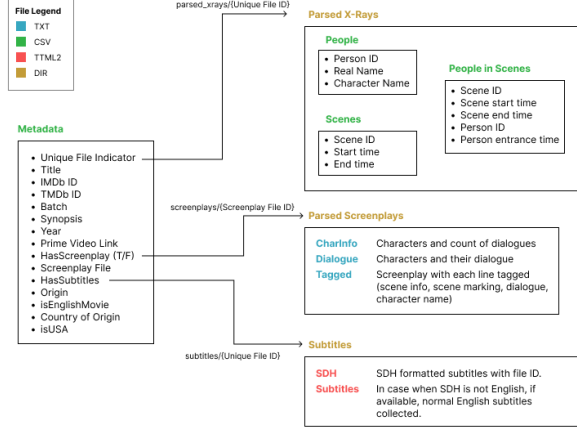 File Legend
TXT
CSV
TTML2
DIR
parsed_xrays/{Unique File ID}
Parsed X-Rays
People
• Person ID
• Real Name
• Character Name
People in Scenes
• Scene ID
• Scene start time
• Scene end time
• Person ID
• Person entrance time
Scenes
• Scene ID
• Start time
• End time
Metadata
• Unique File Indicator
• Title
• IMDb ID
• TMDb ID
• Batch
• Synopsis
• Year
• Prime Video Link
• HasScreenplay (T/F)
• Screenplay File
• HasSubtitles
• Origin
• isEnglishMovie
• Country of Origin
• isUSA
screenplays/{Screenplay File ID}
Parsed Screenplays
CharInfo Characters and count of dialogues
Dialogue Characters and their dialogue
Tagged Screenplay with each line tagged
(scene info, scene marking, dialogue,
character name)
subtitles/{Unique File ID}
Subtitles
SDH SDH formatted subtitles with file ID.
Subtitles In case when SDH is not English, if
available, normal English subtitles
collected.